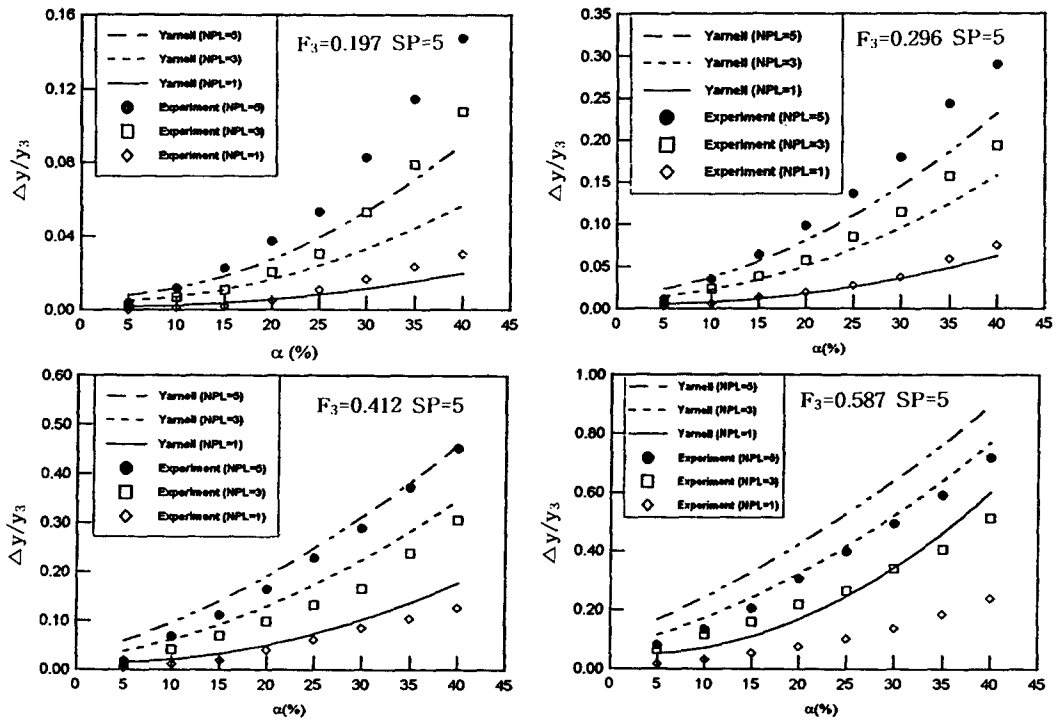 0.16
0.12
0.08
0.04
0.00
△y/y3
Yarnell (NPL=5)
Yarnell (NPL=3)
Yarnell (NPL=1)
Experiment (NPL=5)
Experiment (NPL=3)
Experiment (NPL=1)
F3=0.197 SP=5
0 5 10 15 20 25 30 35 40 45
α (%)
0.35
0.30
0.25
0.20
0.15
0.10
0.05
0.00
△y/y3
Yarnell (NPL=5)
Yarnell (NPL=3)
Yarnell (NPL=1)
Experiment (NPL=5)
Experiment (NPL=3)
Experiment (NPL=1)
F3=0.296 SP=5
0 5 10 15 20 25 30 35 40 45
α(%)
0.60
0.50
0.40
0.30
0.20
0.10
0.00
△y/y3
Yarnell (NPL=5)
Yarnell (NPL=3)
Yarnell (NPL=1)
Experiment (NPL=5)
Experiment (NPL=3)
Experiment (NPL=1)
F3=0.412 SP=5
0 5 10 15 20 25 30 35 40 45
α(%)
1.00
0.80
0.60
0.40
0.20
0.00
△y/y3
Yarnell (NPL=5)
Yarnell (NPL=3)
Yarnell (NPL=1)
Experiment (NPL=5)
Experiment (NPL=3)
Experiment (NPL=1)
F3=0.587 SP=5
0 5 10 15 20 25 30 35 40 45
α(%)